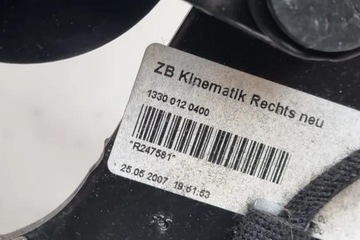 ZB Kinematik Rechts neu
1330 012 0400
*R247581*
25.05.2007 19:51:53